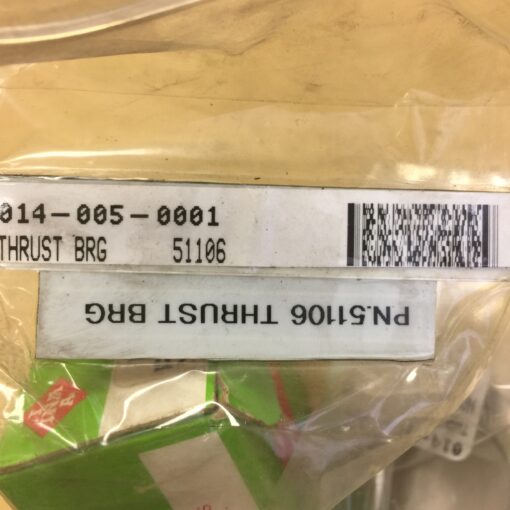 014-005-0001
THRUST BRG 51106
PN.51106 THRUST BRG